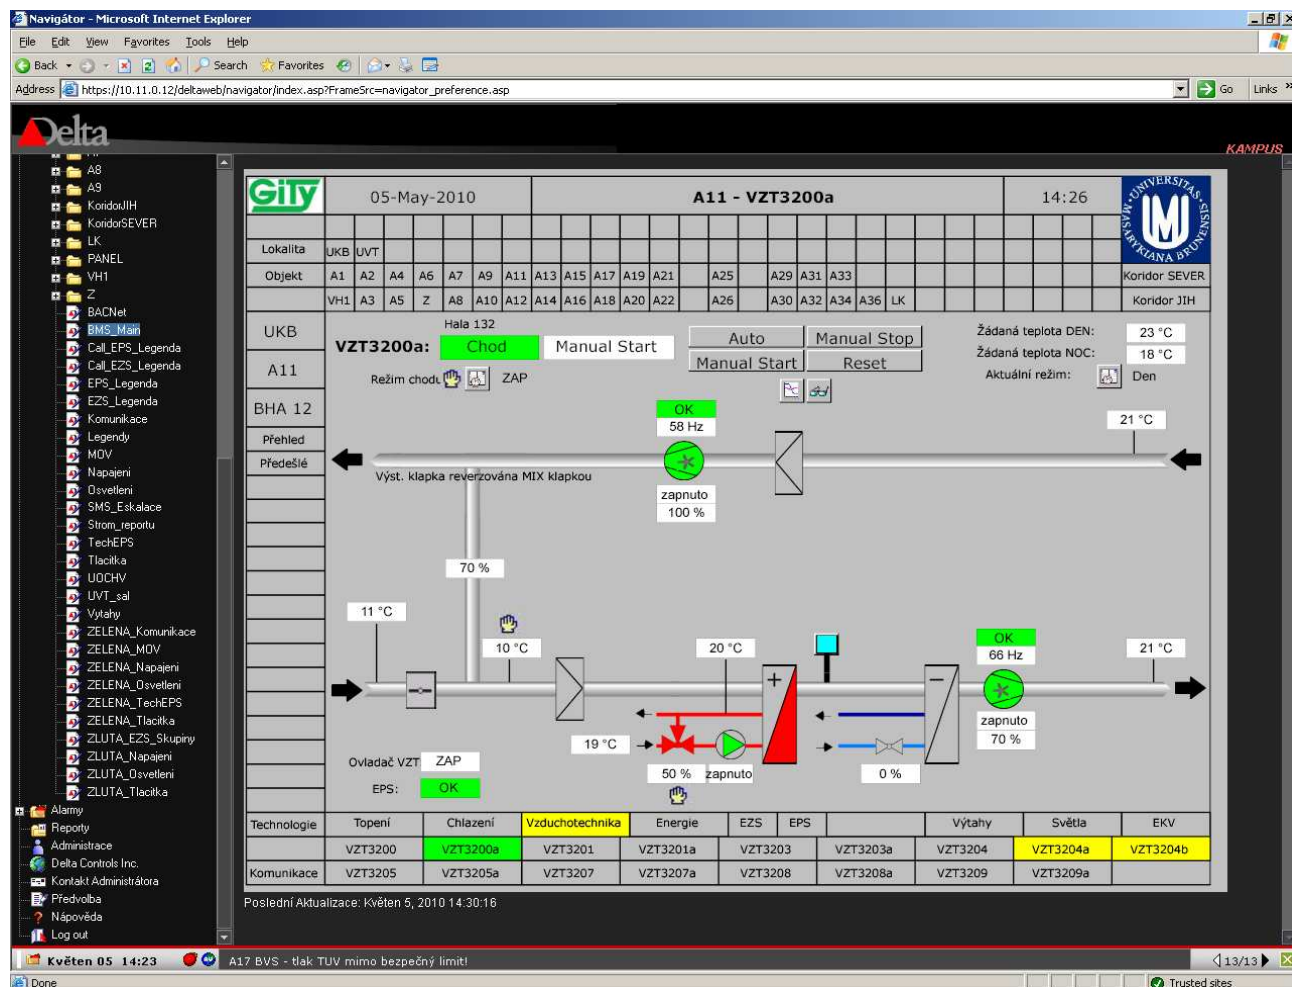 Navigátor - Microsoft Internet Explorer
File Edit View Favorites Tools Help
Back Search Favorites
Address https://10.11.0.12/deltaweb/navigator/index.asp?FrameSrc=navigator_preference.asp Go Links »
Delta
KAMPUS
A8
A9
KoridorJIH
KoridorSEVER
LK
PANEL
VH1
Z
BACNet
BMS_Main
Call_EPS_Legenda
Call_EZS_Legenda
EPS_Legenda
EZS_Legenda
Komunikace
Legendy
MOV
Napajeni
Osvetleni
SMS_Eskalace
Strom_reportu
TechEPS
Tlacitka
UOCHV
UVT_sal
Vytahy
ZELENA_Komunikace
ZELENA_MOV
ZELENA_Napajeni
ZELENA_Osvetleni
ZELENA_TechEPS
ZELENA_Tlacitka
ZLUTA_EZS_Skupiny
ZLUTA_Napajeni
ZLUTA_Osvetleni
ZLUTA_Tlacitka
Alarmy
Reporty
Administrace
Delta Controls Inc.
Kontakt Administrátora
Předvolba
Nápověda
Log out
GiTy 05-May-2010 A11 - VZT3200a 14:26
Lokalita UKB UVT
Objekt A1 A2 A4 A6 A7 A9 A11 A13 A15 A17 A19 A21 A25 A29 A31 A33 Koridor SEVER
VH1 A3 A5 Z A8 A10 A12 A14 A16 A18 A20 A22 A26 A30 A32 A34 A36 LK Koridor JIH
UKB
A11
BHA 12
Přehled
Předešlé
Hala 132
VZT3200a: Chod Manual Start
Auto Manual Stop
Manual Start Reset
Režim chodu ZAP
Žádaná teplota DEN: 23 °C
Žádaná teplota NOC: 18 °C
Aktuální režim: Den
OK
58 Hz
21 °C
Výst. klapka reverzována MIX klapkou
zapnuto
100 %
70 %
11 °C
10 °C
20 °C
OK
66 Hz
21 °C
zapnuto
70 %
19 °C
50 %
zapnuto
0 %
Ovladač VZT ZAP
EPS: OK
Technologie Topení Chlazení Vzduchotechnika Energie EZS EPS Výtahy Světla EKV
VZT3200 VZT3200a VZT3201 VZT3201a VZT3203 VZT3203a VZT3204 VZT3204a VZT3204b
Komunikace VZT3205 VZT3205a VZT3207 VZT3207a VZT3208 VZT3208a VZT3209 VZT3209a
Poslední Aktualizace: Květen 5, 2010 14:30:16
Květen 05 14:23 A17 BVS - tlak TUV mimo bezpečný limit! 13/13
Done Trusted sites